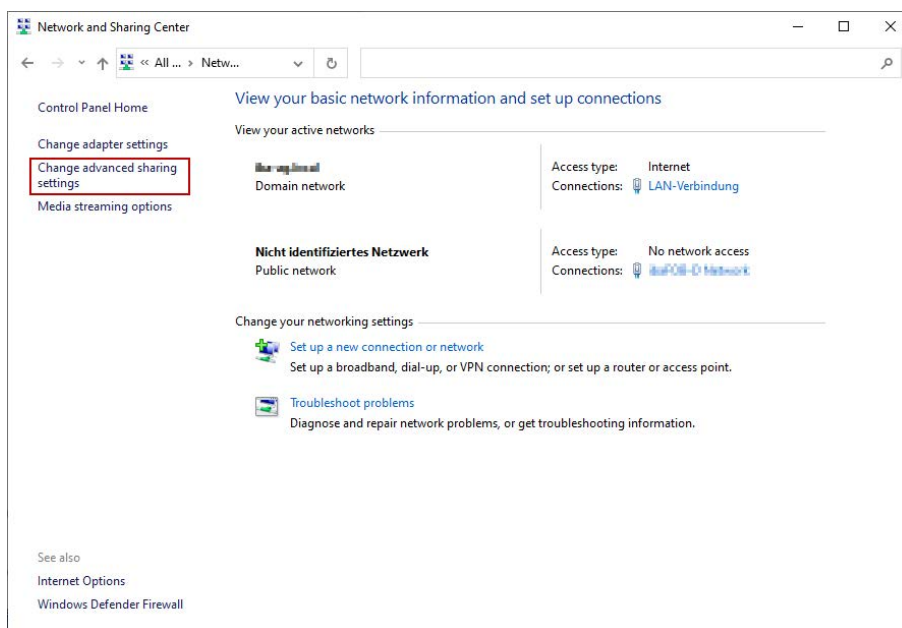 Network and Sharing Center
« All ... › Netw...
Control Panel Home
View your basic network information and set up connections
View your active networks
Change adapter settings
Change advanced sharing
settings
Media streaming options
Domain network
Access type: Internet
Connections: LAN-Verbindung
Nicht identifiziertes Netzwerk
Public network
Access type: No network access
Connections:
Change your networking settings
Set up a new connection or network
Set up a broadband, dial-up, or VPN connection; or set up a router or access point.
Troubleshoot problems
Diagnose and repair network problems, or get troubleshooting information.
See also
Internet Options
Windows Defender Firewall